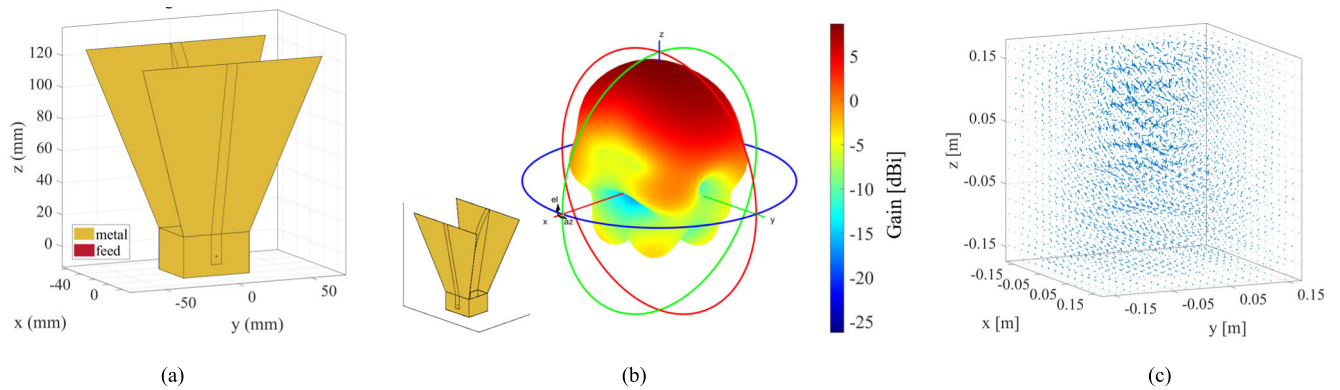 120
100
80
60
40
20
0
z (mm)
metal
feed
-40
0
x (mm)
-50
0
50
y (mm)
(a)
z
x
el
az
y
5
0
-5
-10
-15
-20
-25
Gain [dBi]
(b)
0.15
0.05
-0.05
-0.15
z [m]
-0.15
-0.05
0.05
0.15
x [m]
-0.15
-0.05
0.05
0.15
y [m]
(c)